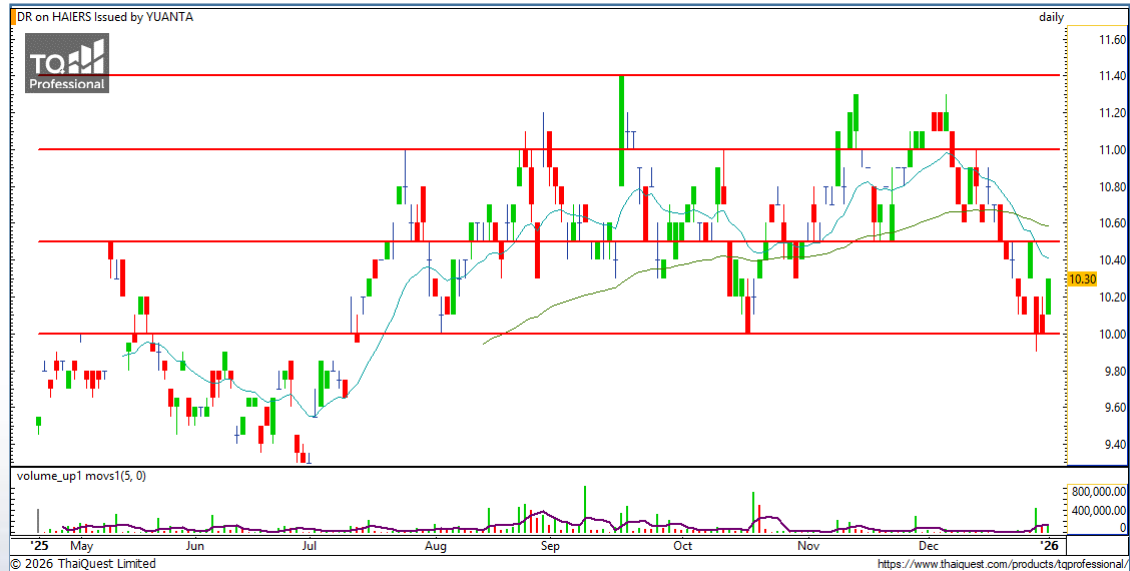 DR on HAIERS Issued by YUANTA
daily
TQ
Professional
11.60
11.40
11.20
11.00
10.80
10.60
10.40
10.30
10.20
10.00
9.80
9.60
9.40
volume_up1 movs1(5, 0)
800,000.00
400,000.00
0
'25 May Jun Jul Aug Sep Oct Nov Dec '26
© 2026 ThaiQuest Limited
https://www.thaiquest.com/products/tqprofessional/